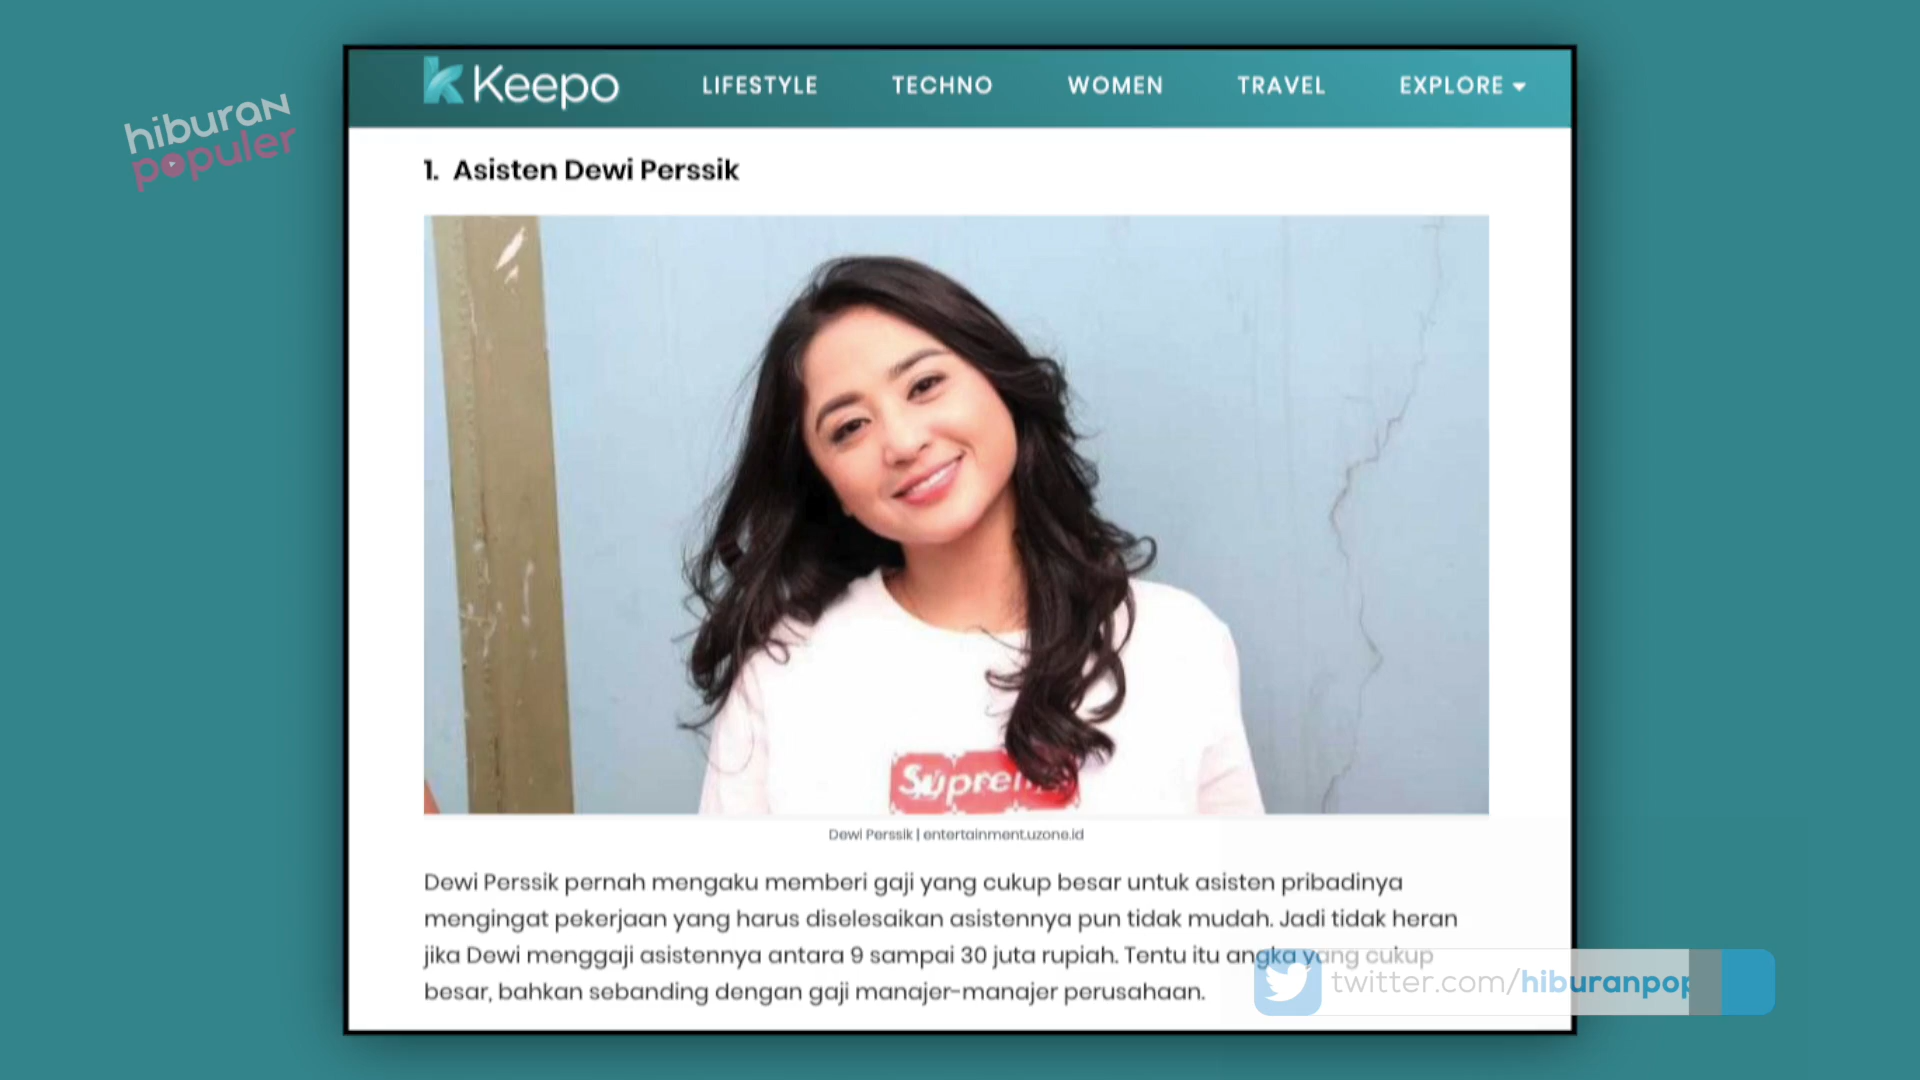 hiburan
populer
Keepo
LIFESTYLE TECHNO WOMEN TRAVEL EXPLORE
1. Asisten Dewi Perssik
Dewi Perssik | entertainment.uzone.id
Dewi Perssik pernah mengaku memberi gaji yang cukup besar untuk asisten pribadinya
mengingat pekerjaan yang harus diselesaikan asistennya pun tidak mudah. Jadi tidak heran
jika Dewi menggaji asistennya antara 9 sampai 30 juta rupiah. Tentu itu angka yang cukup
besar, bahkan sebanding dengan gaji manajer-manajer perusahaan.
twitter.com/hiburanpop